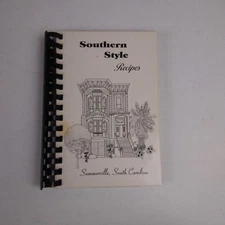 Southern
Style
Recipes
Summerville, South Carolina